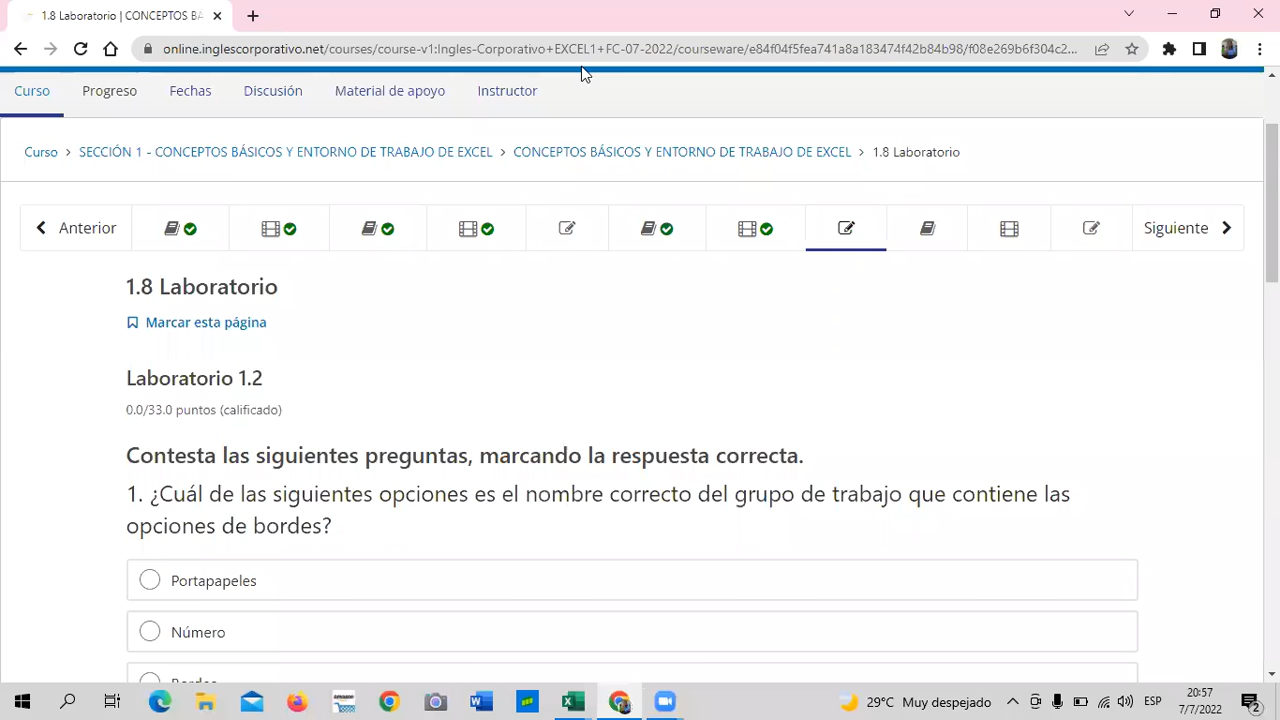 1.8 Laboratorio | CONCEPTOS BÁ
online.inglescorporativo.net/courses/course-v1:Ingles-Corporativo+EXCEL1+FC-07-2022/courseware/e84f04f5fea741a8a183474f42b84b98/f08e269b6f304c2...
Curso Progreso Fechas Discusión Material de apoyo Instructor
Curso > SECCIÓN 1 - CONCEPTOS BÁSICOS Y ENTORNO DE TRABAJO DE EXCEL > CONCEPTOS BÁSICOS Y ENTORNO DE TRABAJO DE EXCEL > 1.8 Laboratorio
Anterior Siguiente
1.8 Laboratorio
Marcar esta página
Laboratorio 1.2
0.0/33.0 puntos (calificado)
Contesta las siguientes preguntas, marcando la respuesta correcta.
1. ¿Cuál de las siguientes opciones es el nombre correcto del grupo de trabajo que contiene las
opciones de bordes?
Portapapeles
Número
Bordes
29°C Muy despejado ESP 20:57
7/7/2022 2